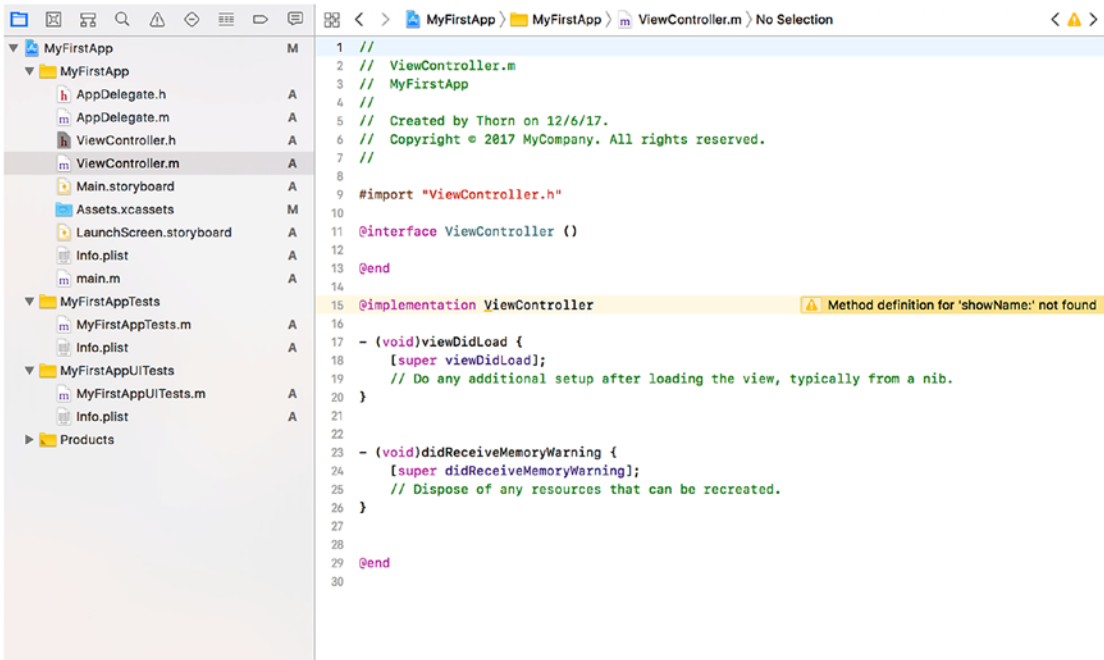 MyFirstApp M
MyFirstApp
AppDelegate.h A
AppDelegate.m A
ViewController.h A
ViewController.m A
Main.storyboard A
Assets.xcassets M
LaunchScreen.storyboard A
Info.plist A
main.m A
MyFirstAppTests
MyFirstAppTests.m A
Info.plist A
MyFirstAppUITests
MyFirstAppUITests.m A
Info.plist A
Products
MyFirstApp MyFirstApp m ViewController.m No Selection
1 //
2 //  ViewController.m
3 //  MyFirstApp
4 //
5 //  Created by Thorn on 12/6/17.
6 //  Copyright © 2017 MyCompany. All rights reserved.
7 //
8
9 #import "ViewController.h"
10
11 @interface ViewController ()
12
13 @end
14
15 @implementation ViewController Method definition for 'showName:' not found
16
17 - (void)viewDidLoad {
18     [super viewDidLoad];
19     // Do any additional setup after loading the view, typically from a nib.
20 }
21
22
23 - (void)didReceiveMemoryWarning {
24     [super didReceiveMemoryWarning];
25     // Dispose of any resources that can be recreated.
26 }
27
28
29 @end
30